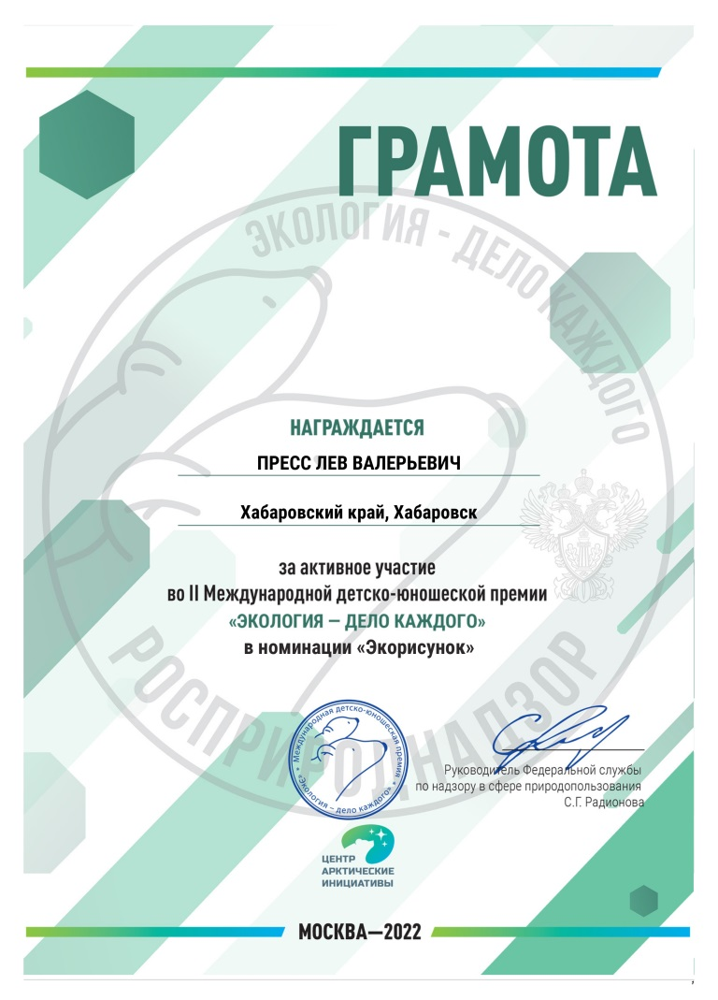 ГРАМОТА
ЭКОЛОГИЯ - ДЕЛО КАЖДОГО
НАГРАЖДАЕТСЯ
ПРЕСС ЛЕВ ВАЛЕРЬЕВИЧ
Хабаровский край, Хабаровск
за активное участие
во II Международной детско-юношеской премии
«ЭКОЛОГИЯ — ДЕЛО КАЖДОГО»
в номинации «Экорисунок»
РОСПРИРОДНАДЗОР
* Международная детско-юношеская премия *
«Экология – дело каждого»
Руководитель Федеральной службы
по надзору в сфере природопользования
С.Г. Радионова
ЦЕНТР
АРКТИЧЕСКИЕ
ИНИЦИАТИВЫ
МОСКВА—2022